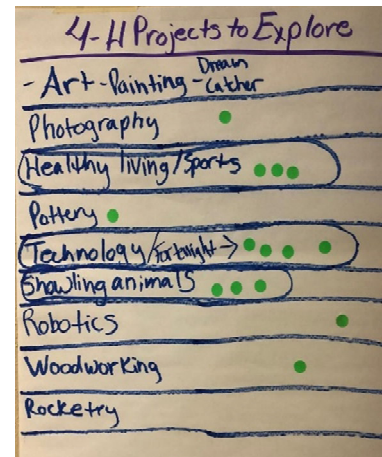 4-H Projects to Explore
Dream
- Art - Painting - Catcher
Photography
Healthy living/Sports
Pottery
Technology/fortnight →
Showling animals
Robotics
Woodworking
Rocketry